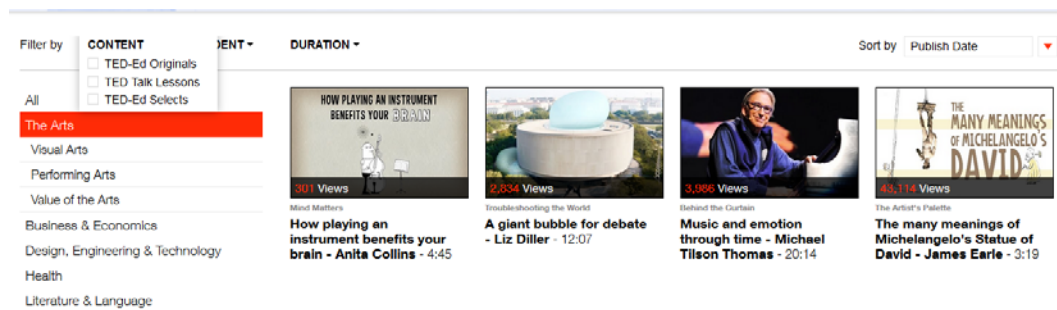 Filter by
CONTENT
DENT
DURATION
Sort by
Publish Date
TED-Ed Originals
TED Talk Lessons
TED-Ed Selects
All
The Arts
Visual Arts
Performing Arts
Value of the Arts
Business & Economics
Design, Engineering & Technology
Health
Literature & Language
HOW PLAYING AN INSTRUMENT
BENEFITS YOUR BRAIN
301 Views
Mind Matters
How playing an
instrument benefits your
brain - Anita Collins - 4:45
2,834 Views
Troubleshooting the World
A giant bubble for debate
- Liz Diller - 12:07
3,986 Views
Behind the Curtain
Music and emotion
through time - Michael
Tilson Thomas - 20:14
THE
MANY MEANINGS
OF MICHELANGELO'S
DAVID
43,114 Views
The Artist's Palette
The many meanings of
Michelangelo's Statue of
David - James Earle - 3:19